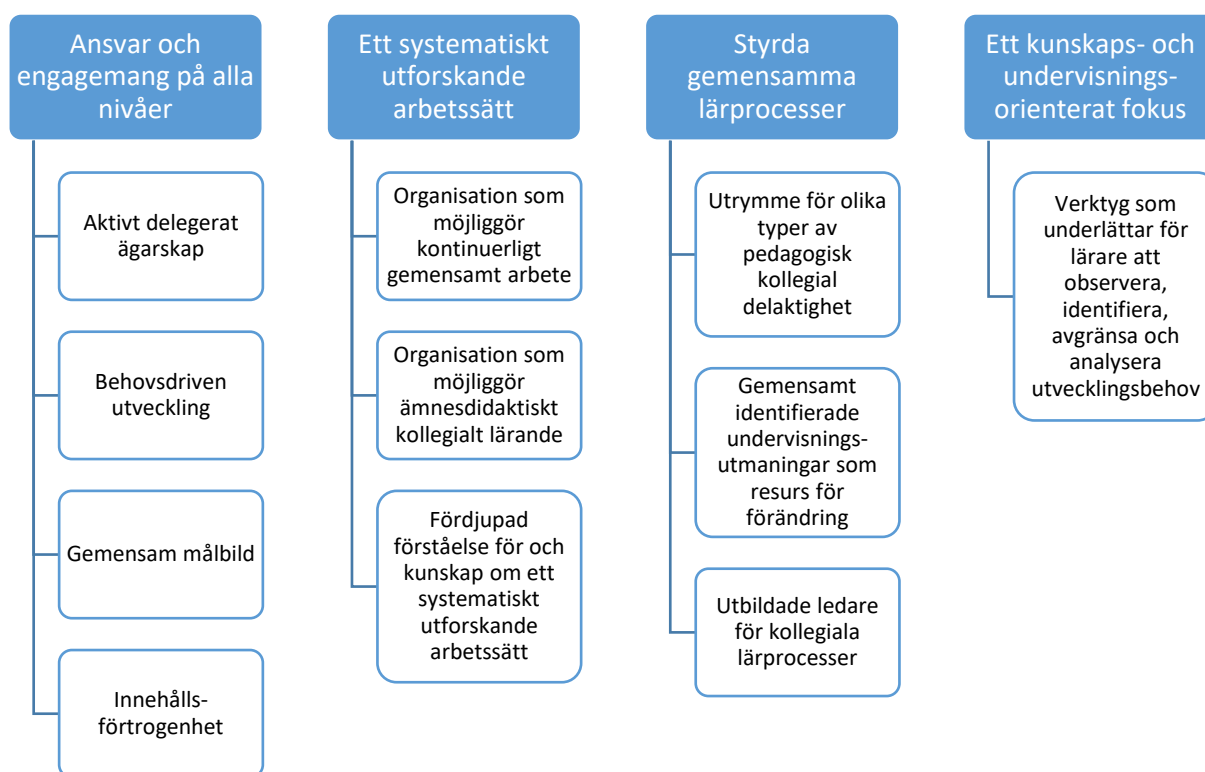 Ansvar och
engagemang på alla
nivåer
Aktivt delegerat
ägarskap
Behovsdriven
utveckling
Gemensam målbild
Innehålls-
förtrogenhet
Ett systematiskt
utforskande
arbetssätt
Organisation som
möjliggör
kontinuerligt
gemensamt arbete
Organisation som
möjliggör
ämnesdidaktiskt
kollegialt lärande
Fördjupad
förståelse för och
kunskap om ett
systematiskt
utforskande
arbetssätt
Styrda
gemensamma
lärprocesser
Utrymme för olika
typer av
pedagogisk
kollegial
delaktighet
Gemensamt
identifierade
undervisnings-
utmaningar som
resurs för
förändring
Utbildade ledare
för kollegiala
lärprocesser
Ett kunskaps- och
undervisnings-
orienterat fokus
Verktyg som
underlättar för
lärare att
observera,
identifiera,
avgränsa och
analysera
utvecklingsbehov